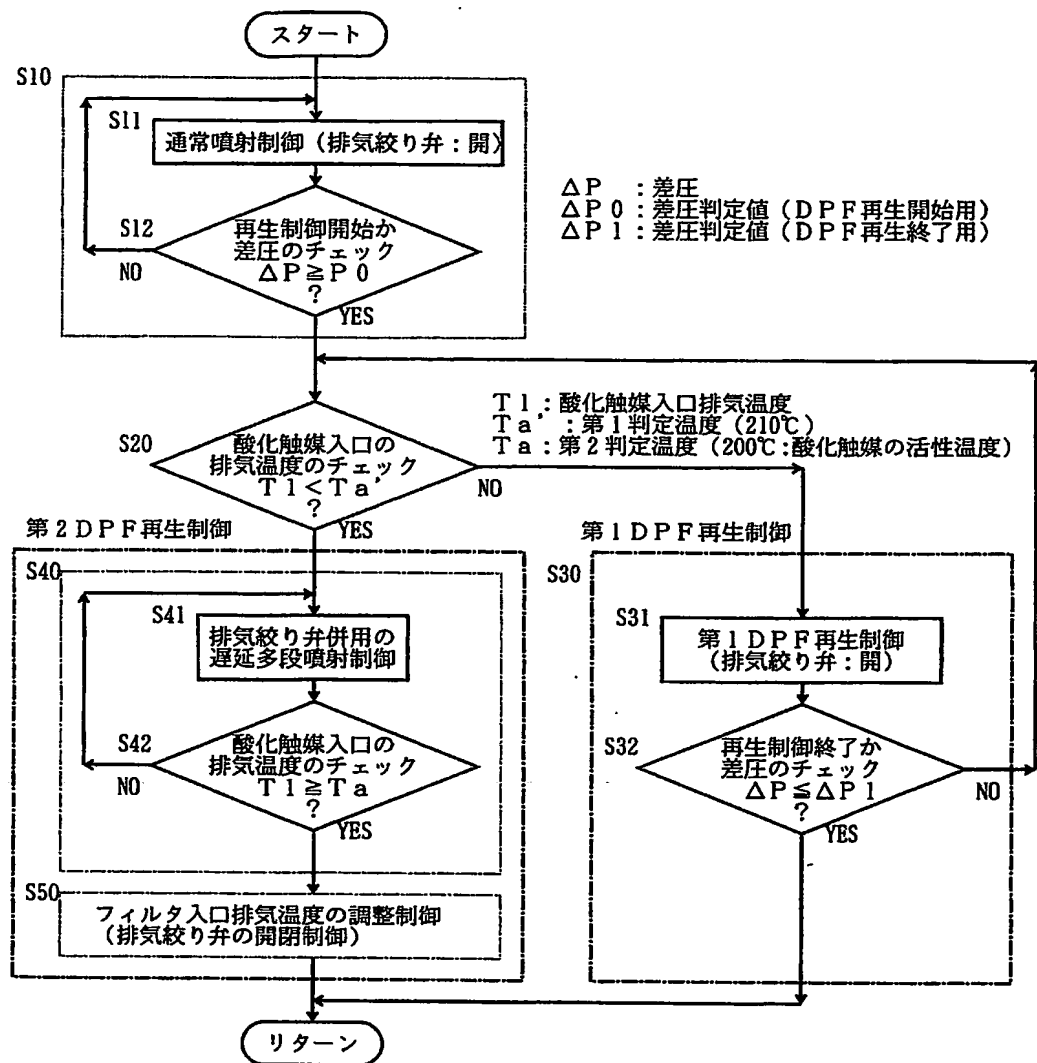 スタート
S10
S11
通常噴射制御（排気絞り弁：開）
S12
再生制御開始か
差圧のチェック
ΔP≧P0
?
NO
YES
ΔP ：差圧
ΔP0：差圧判定値（DPF再生開始用）
ΔP1：差圧判定値（DPF再生終了用）
T1：酸化触媒入口排気温度
Ta'：第1判定温度（210℃）
Ta：第2判定温度（200℃：酸化触媒の活性温度）
S20
酸化触媒入口の
排気温度のチェック
T1＜Ta'
?
NO
YES
第2DPF再生制御
S40
S41
排気絞り弁併用の
遅延多段噴射制御
S42
酸化触媒入口の
排気温度のチェック
T1≧Ta
?
NO
YES
S50
フィルタ入口排気温度の調整制御
（排気絞り弁の開閉制御）
第1DPF再生制御
S30
S31
第1DPF再生制御
（排気絞り弁：開）
S32
再生制御終了か
差圧のチェック
ΔP≦ΔP1
?
NO
YES
リターン